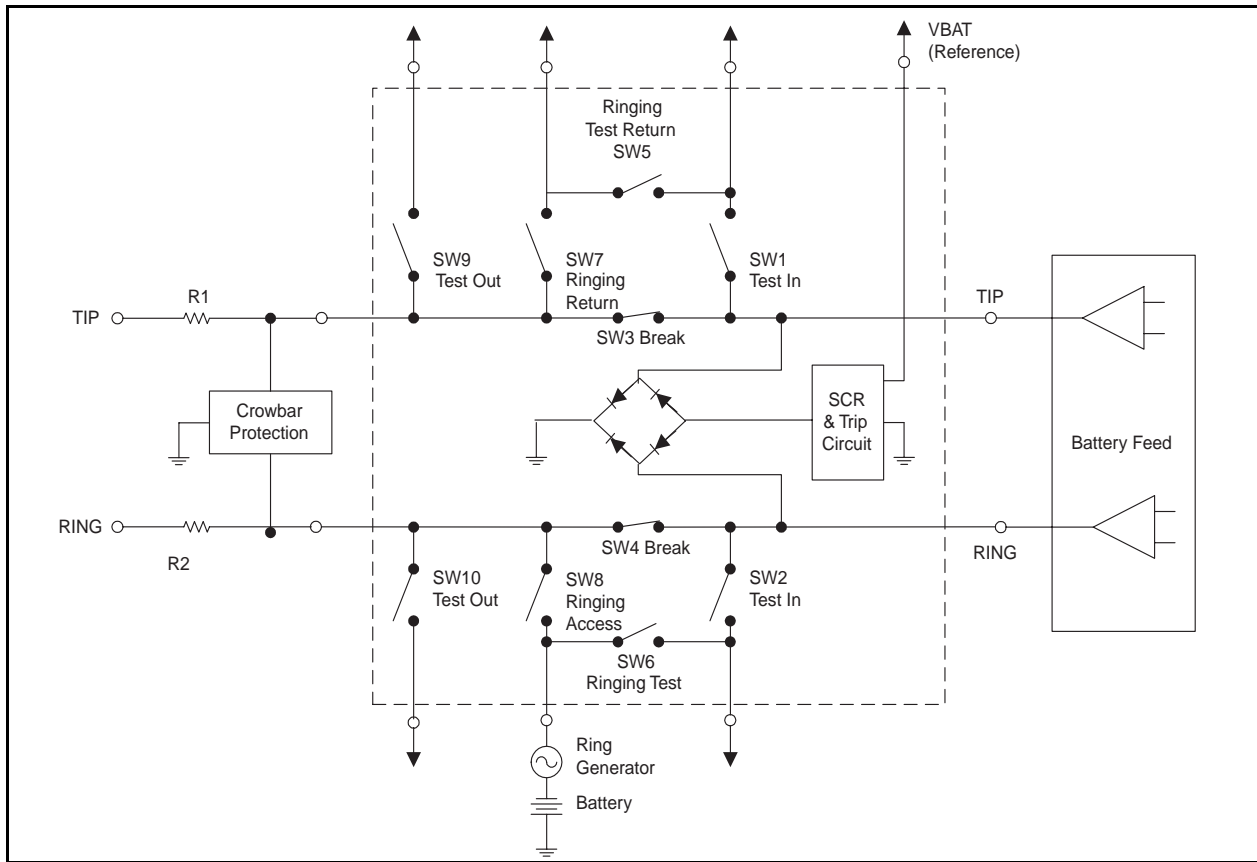 VBAT
(Reference)
Ringing
Test Return
SW5
SW9
Test Out
SW7
Ringing
Return
SW1
Test In
R1
TIP
TIP
SW3 Break
Crowbar
Protection
SCR
& Trip
Circuit
Battery Feed
RING
R2
SW4 Break
RING
SW10
Test Out
SW8
Ringing
Access
SW2
Test In
SW6
Ringing Test
Ring
Generator
Battery